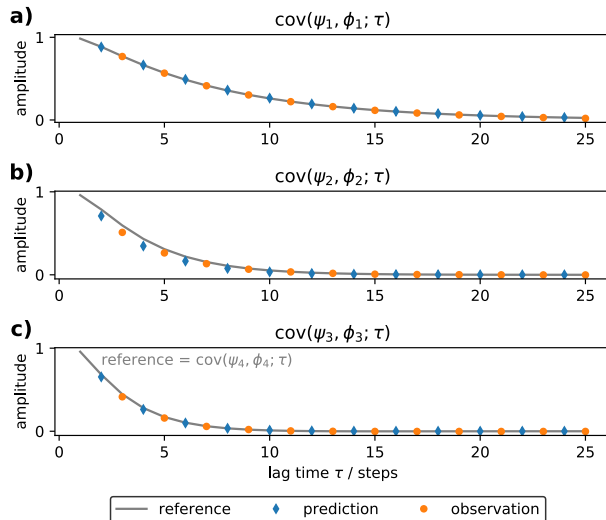 a)
cov(ψ₁, ϕ₁; τ)
amplitude
1
0
0 5 10 15 20 25
b)
cov(ψ₂, ϕ₂; τ)
amplitude
1
0
0 5 10 15 20 25
c)
cov(ψ₃, ϕ₃; τ)
reference = cov(ψ₄, ϕ₄; τ)
amplitude
1
0
0 5 10 15 20 25
lag time τ / steps
reference prediction observation